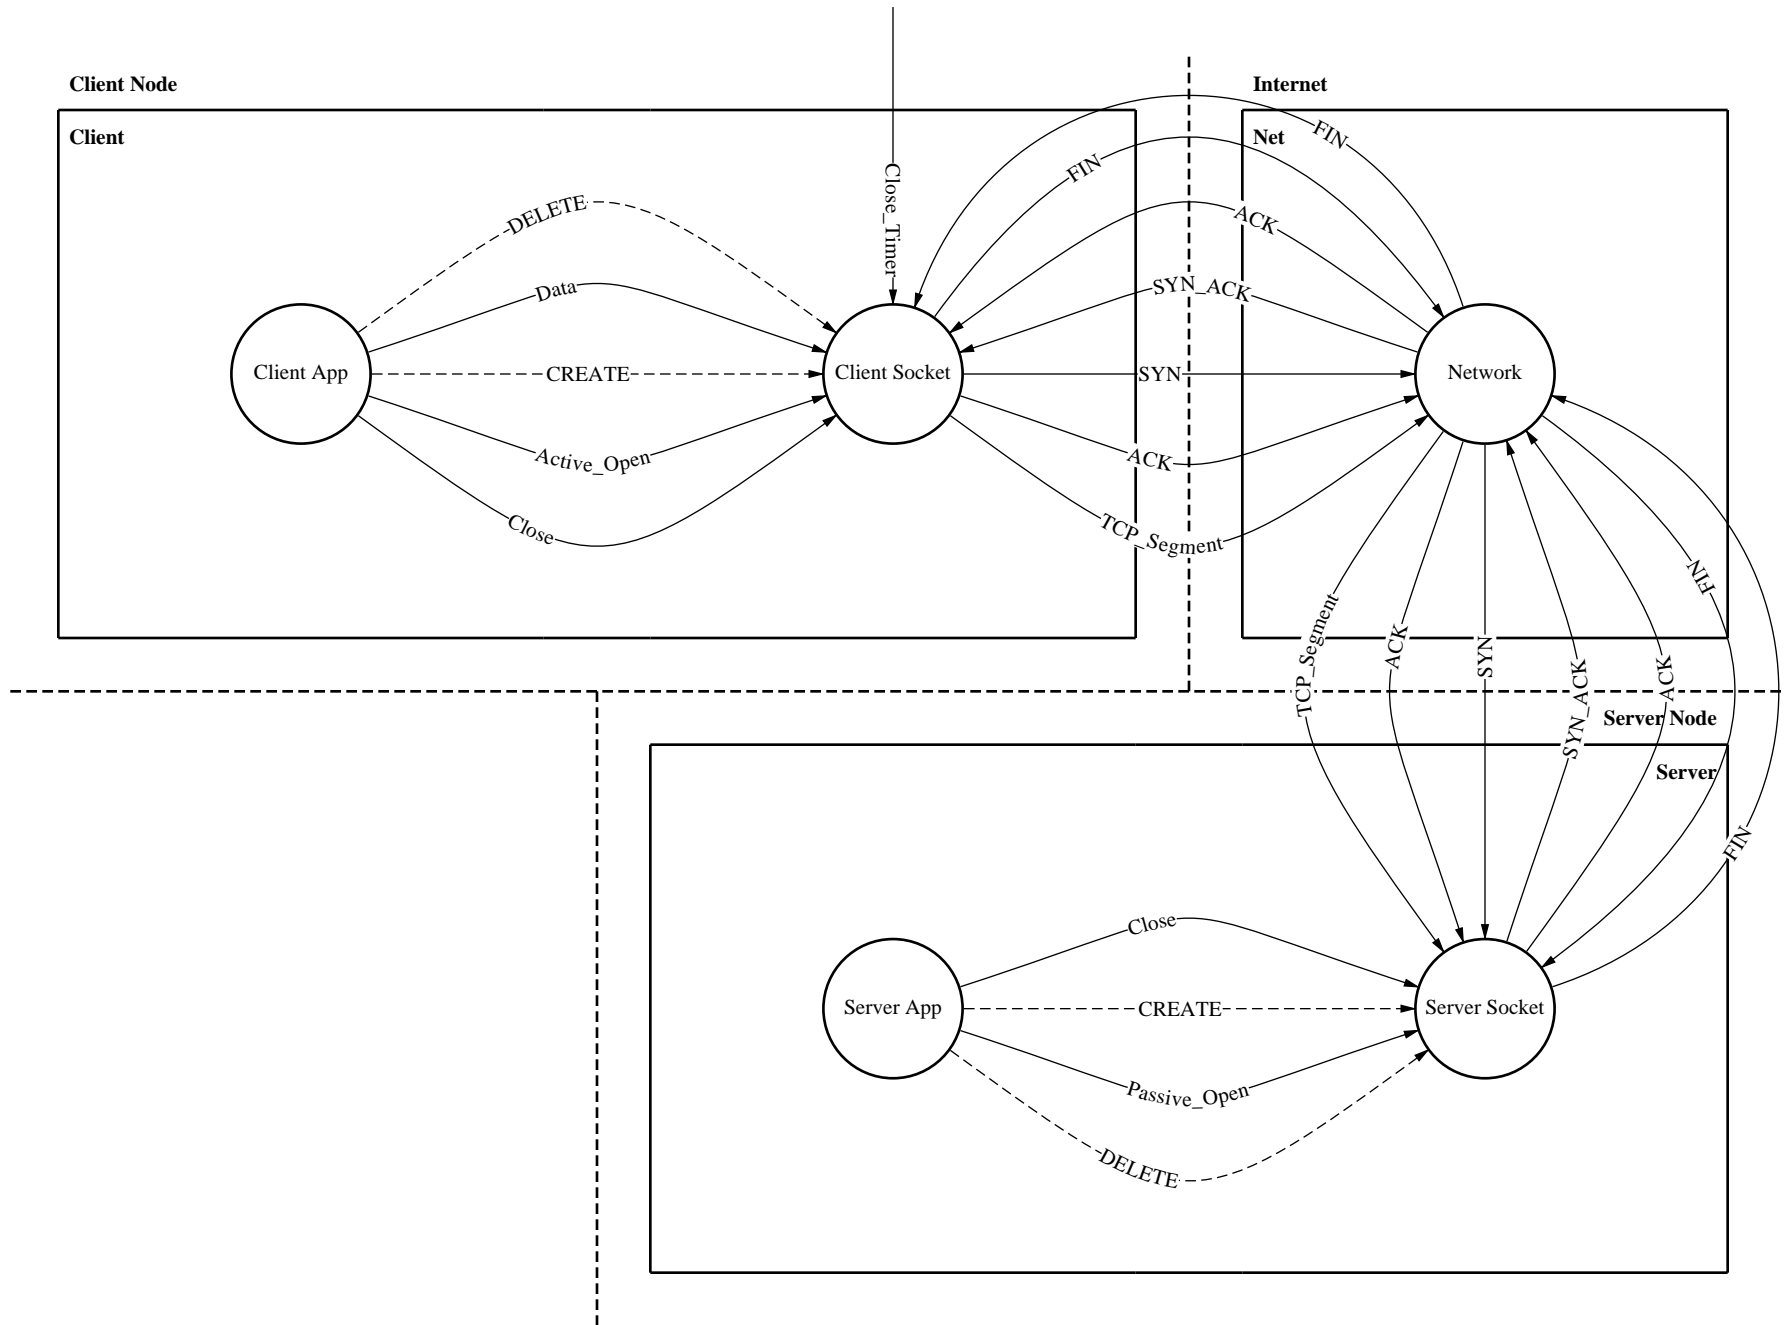 Client Node
Internet
Client
Net
FIN
FIN
Close_Timer
DELETE
ACK
Data
SYN_ACK
Client App
CREATE
Client Socket
SYN
Network
Active_Open
ACK
Close
TCP_Segment
FIN
TCP_Segment
ACK
SYN
SYN_ACK
ACK
Server Node
Server
FIN
Close
Server App
CREATE
Server Socket
Passive_Open
DELETE